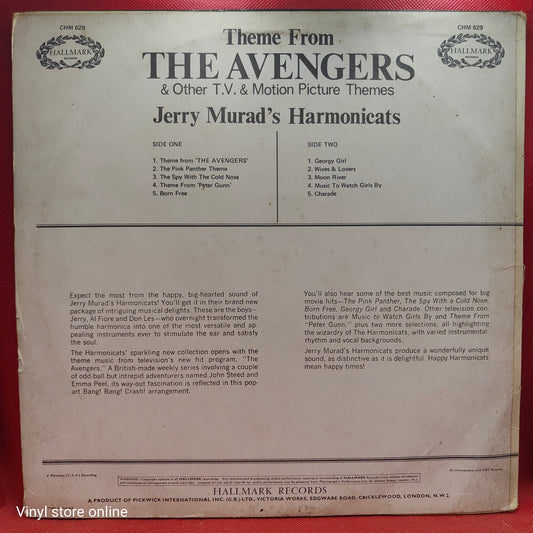 CHM 629
HALLMARK
RECORDS
CHM 629
HALLMARK
RECORDS
Theme From
THE AVENGERS
& Other T.V. & Motion Picture Themes
Jerry Murad's Harmonicats
SIDE ONE
1. Theme from 'THE AVENGERS'
2. The Pink Panther Theme
3. The Spy With The Cold Nose
4. Theme From 'Peter Gunn'
5. Born Free
SIDE TWO
1. Georgy Girl
2. Wives & Lovers
3. Moon River
4. Music To Watch Girls By
5. Charade
Expect the most from the happy, big-hearted sound of
Jerry Murad's Harmonicats! You'll get it in their brand new
package of intriguing musical delights. These are the boys—
Jerry, Al Fiore and Don Les—who overnight transformed the
humble harmonica into one of the most versatile and ap-
pealing instruments ever to stimulate the ear and satisfy
the soul.
The Harmonicats' sparkling new collection opens with the
theme music from television's new hit program, "The
Avengers." A British-made weekly series involving a couple
of odd-ball but intrepid adventurers named John Steed and
Emma Peel, its way-out fascination is reflected in this pop-
art Bang! Bang! Crash! arrangement.
You'll also hear some of the best music composed for big
movie hits—The Pink Panther, The Spy With a Cold Nose,
Born Free, Georgy Girl and Charade. Other television con-
tributions are Music to Watch Girls By and Theme From
"Peter Gunn," plus two more selections, all highlighting
the wizardry of The Harmonicats, with varied instrumental,
rhythm and vocal backgrounds.
Jerry Murad's Harmonicats produce a wonderfully unique
sound, as distinctive as it is delightful. Happy Harmonicats
mean happy times!
A Harmony (U.S.A.) Recording
By arrangement with CBS Records
HALLMARK RECORDS
A PRODUCT OF PICKWICK INTERNATIONAL INC. (G.B.) LTD., VICTORIA WORKS, EDGWARE ROAD, CRICKLEWOOD, LONDON, N.W.2.
Vinyl store online